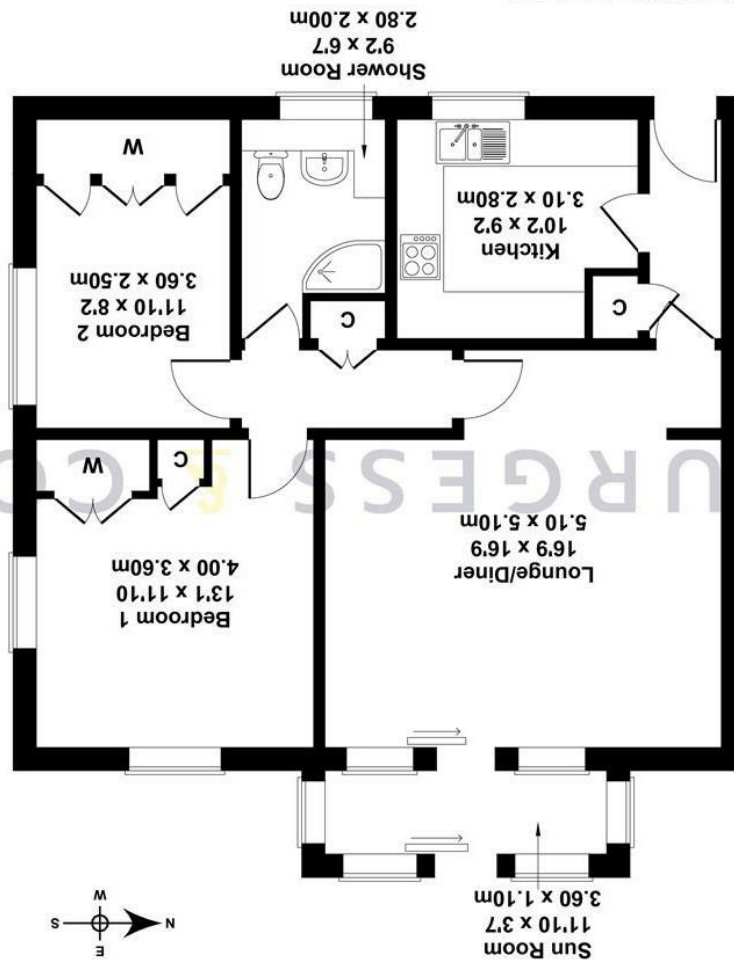 Sun Room
11'10 x 3'7
3.60 x 1.10m
E
N S
W
Lounge/Diner
16'9 x 16'9
5.10 x 5.10m
Bedroom 1
13'1 x 11'10
4.00 x 3.60m
URGESS & CO
C
W
C
C
Kitchen
10'2 x 9'2
3.10 x 2.80m
Bedroom 2
11'10 x 8'2
3.60 x 2.50m
W
Shower Room
9'2 x 6'7
2.80 x 2.00m